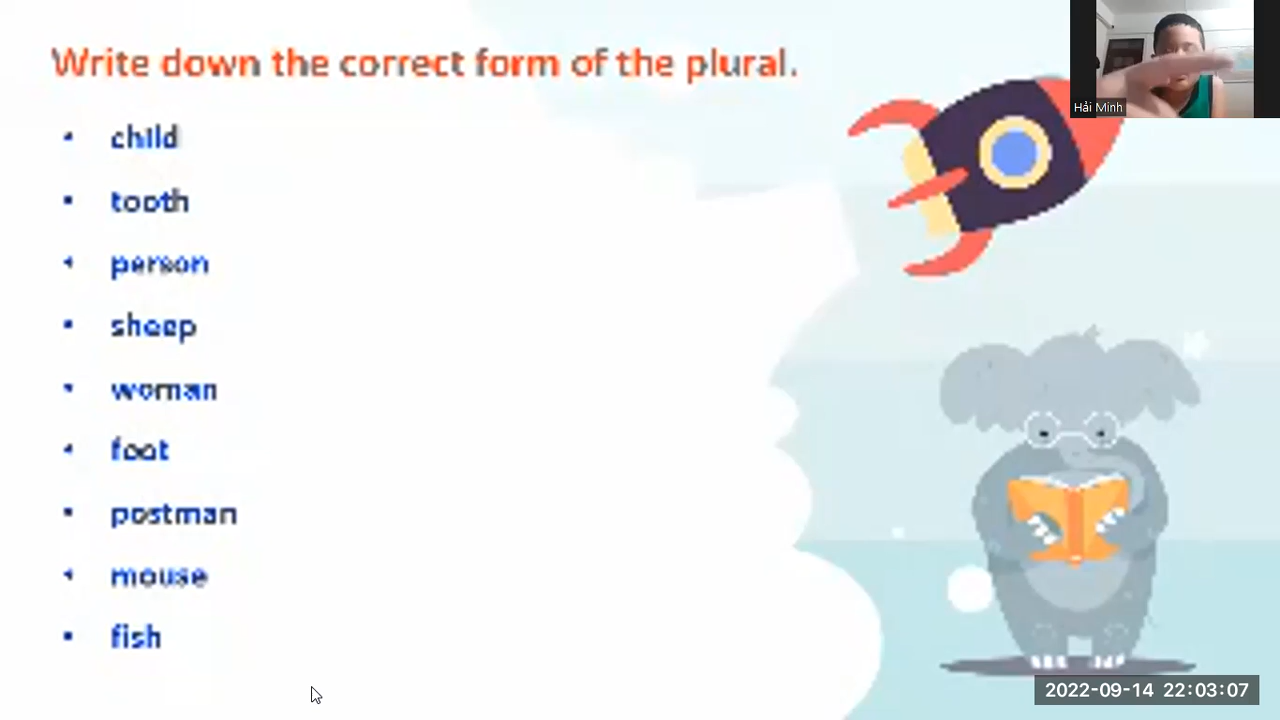 Write down the correct form of the plural.
Hải Minh
• child
• tooth
• person
• sheep
• woman
• foot
• postman
• mouse
• fish
2022-09-14 22:03:07